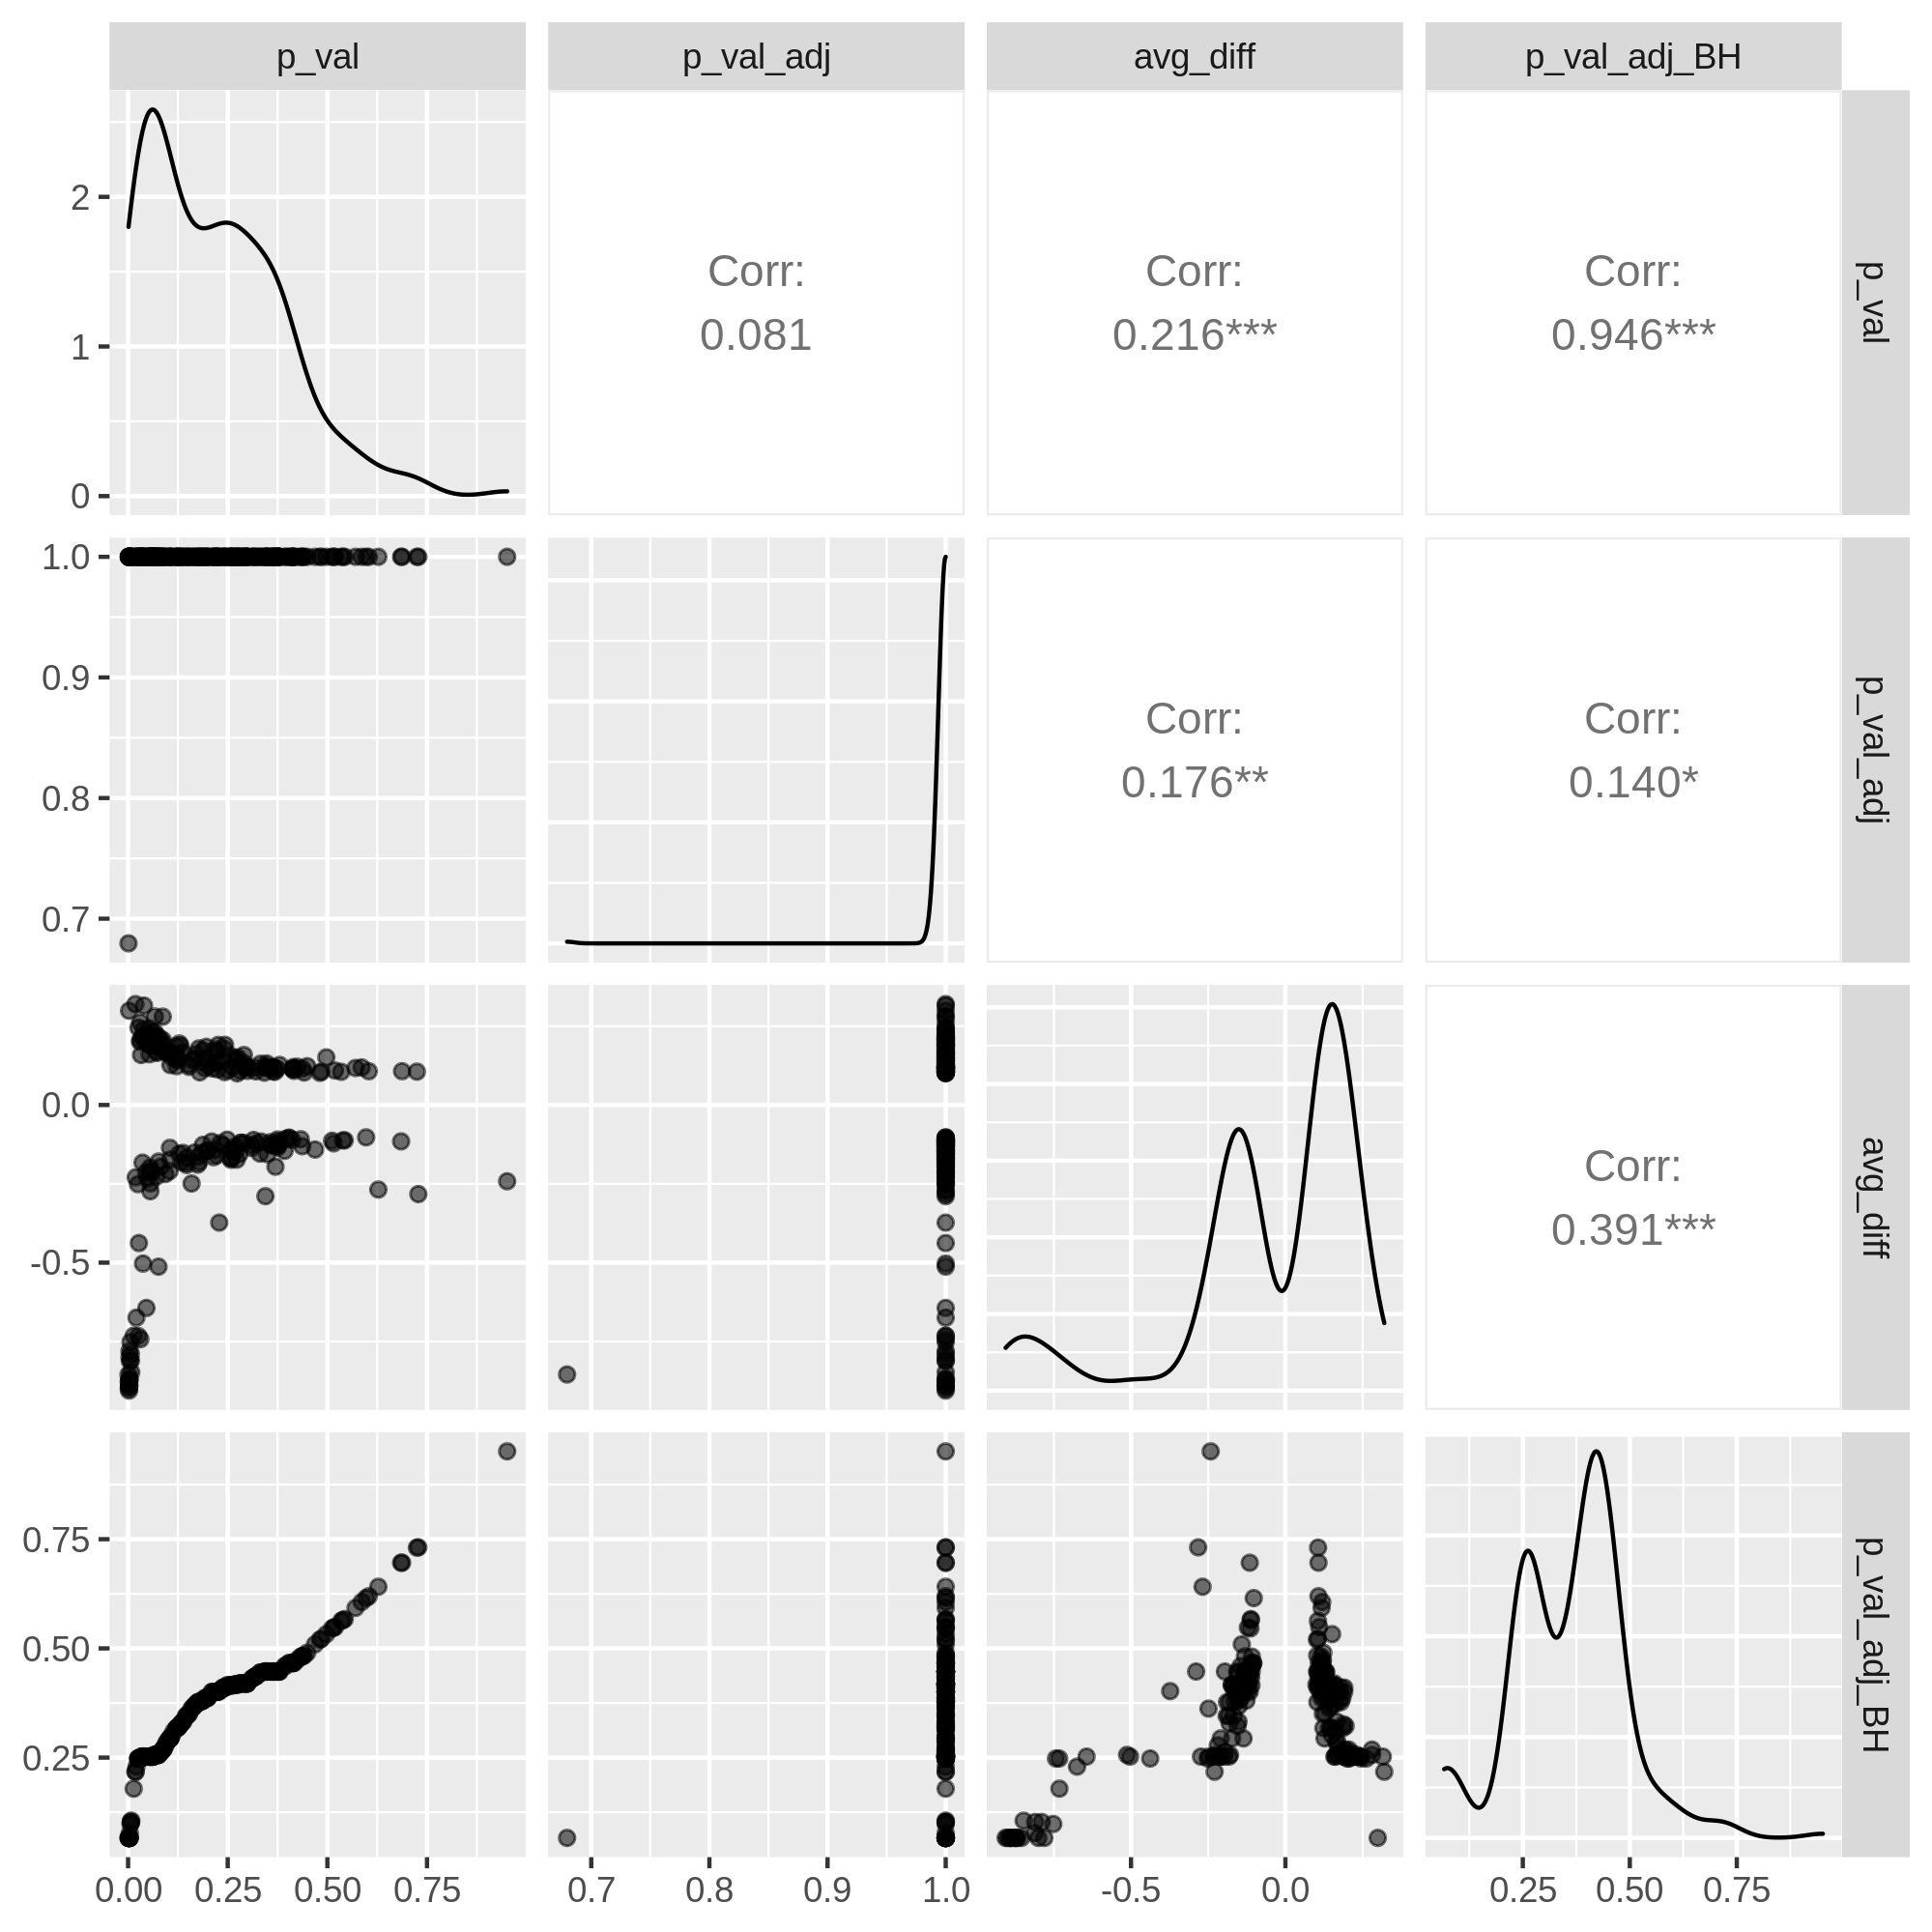 p_val
p_val_adj
avg_diff
p_val_adj_BH
2
1
0
Corr:
0.081
Corr:
0.216***
Corr:
0.946***
p_val
1.0
0.9
0.8
0.7
Corr:
0.176**
Corr:
0.140*
p_val_adj
0.0
-0.5
Corr:
0.391***
avg_diff
0.75
0.50
0.25
p_val_adj_BH
0.00 0.25 0.50 0.75
0.7 0.8 0.9 1.0
-0.5 0.0
0.25 0.50 0.75